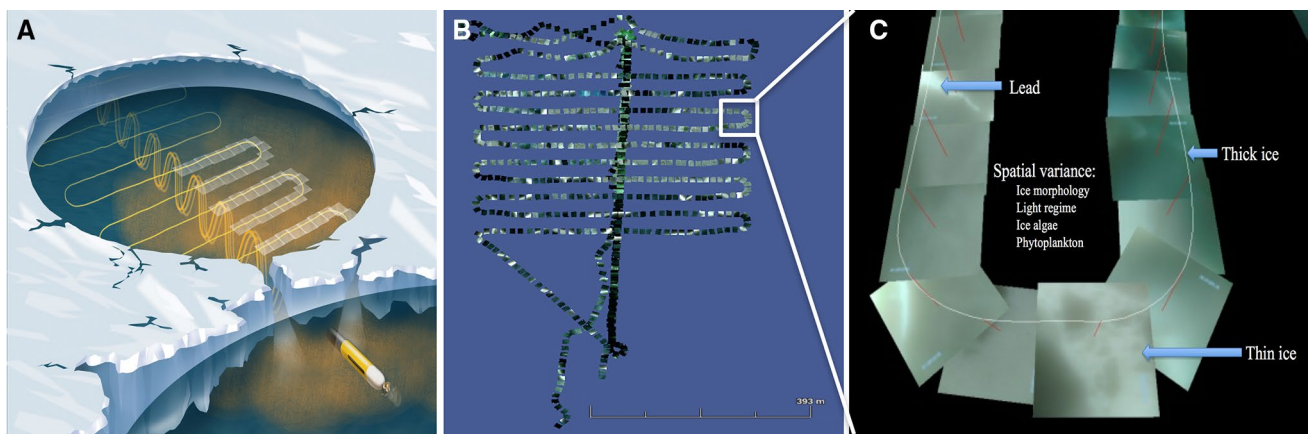 A
B
393 m
C
Lead
Thick ice
Spatial variance:
Ice morphology
Light regime
Ice algae
Phytoplankton
Thin ice